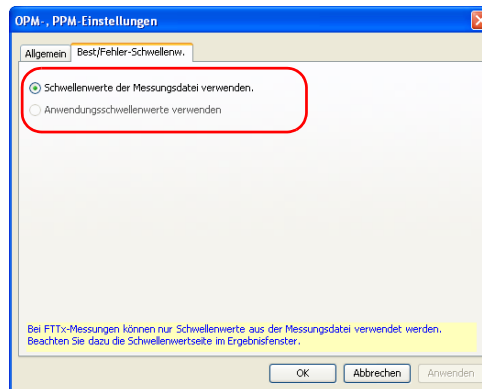 OPM-, PPM-Einstellungen
Allgemein
Best/Fehler-Schwellenw.
Schwellenwerte der Messungsdatei verwenden.
Anwendungsschwellenwerte verwenden
Bei FTTx-Messungen können nur Schwellenwerte aus der Messungsdatei verwendet werden.
Beachten Sie dazu die Schwellenwertseite im Ergebnisfenster.
OK
Abbrechen
Anwenden